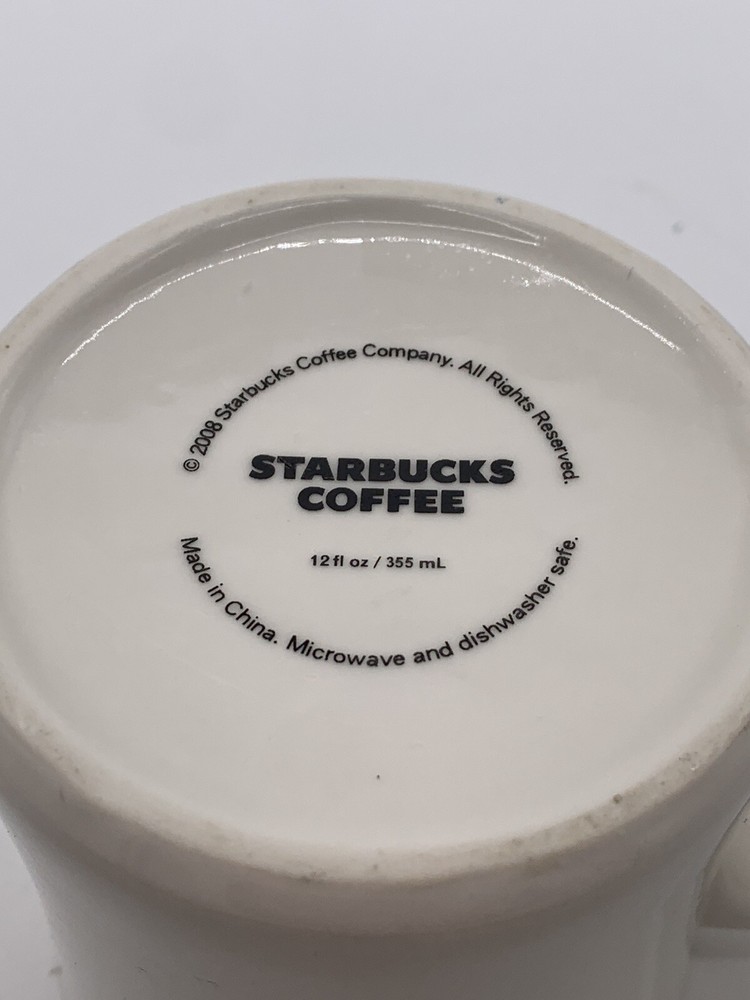 © 2008 Starbucks Coffee Company. All Rights Reserved.
STARBUCKS
COFFEE
12 fl oz / 355 mL
Made in China. Microwave and dishwasher safe.